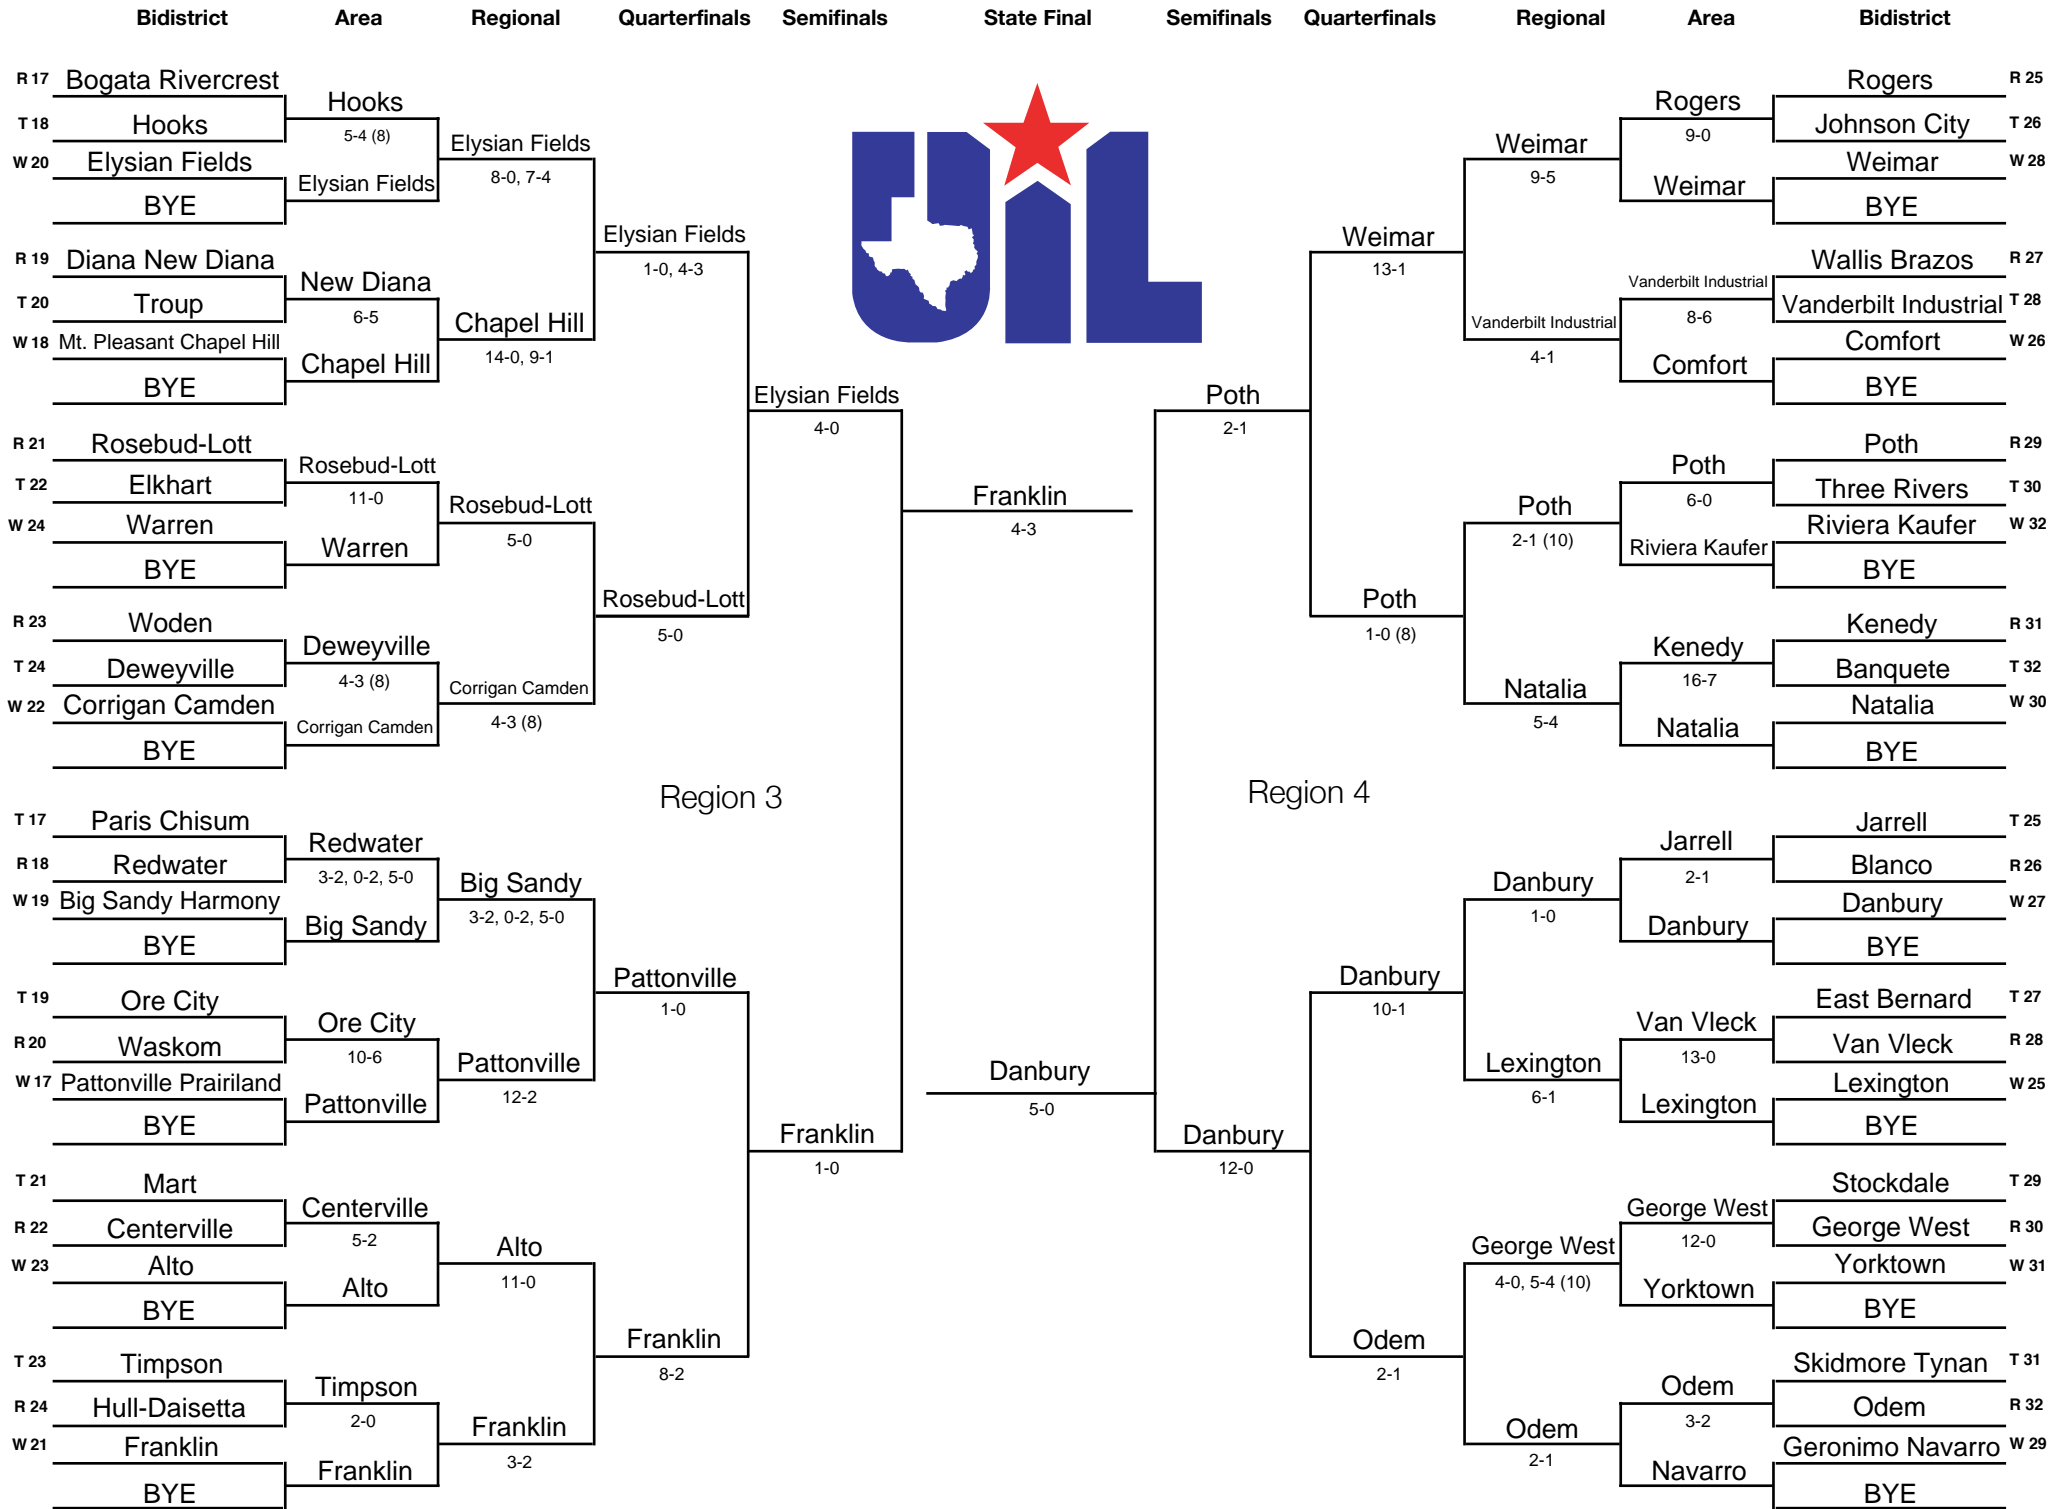 Bidistrict Area Regional Quarterfinals Semifinals State Final Semifinals Quarterfinals Regional Area Bidistrict
R 17 Bogata Rivercrest
T 18 Hooks
W 20 Elysian Fields
BYE
R 19 Diana New Diana
T 20 Troup
W 18 Mt. Pleasant Chapel Hill
BYE
R 21 Rosebud-Lott
T 22 Elkhart
W 24 Warren
BYE
R 23 Woden
T 24 Deweyville
W 22 Corrigan Camden
BYE
T 17 Paris Chisum
R 18 Redwater
W 19 Big Sandy Harmony
BYE
T 19 Ore City
R 20 Waskom
W 17 Pattonville Prairiland
BYE
T 21 Mart
R 22 Centerville
W 23 Alto
BYE
T 23 Timpson
R 24 Hull-Daisetta
W 21 Franklin
BYE
Hooks
5-4 (8)
Elysian Fields
New Diana
6-5
Chapel Hill
Rosebud-Lott
11-0
Warren
Deweyville
4-3 (8)
Corrigan Camden
Redwater
3-2, 0-2, 5-0
Big Sandy
Ore City
10-6
Pattonville
Centerville
5-2
Alto
Timpson
2-0
Franklin
Elysian Fields
8-0, 7-4
Chapel Hill
14-0, 9-1
Rosebud-Lott
5-0
Corrigan Camden
4-3 (8)
Big Sandy
3-2, 0-2, 5-0
Pattonville
12-2
Alto
11-0
Franklin
3-2
Elysian Fields
1-0, 4-3
Rosebud-Lott
5-0
Region 3
Pattonville
1-0
Franklin
8-2
Elysian Fields
4-0
Franklin
1-0
UIL
Franklin
4-3
Danbury
5-0
Poth
2-1
Danbury
12-0
Weimar
13-1
Poth
1-0 (8)
Region 4
Danbury
10-1
Odem
2-1
Weimar
9-5
Vanderbilt Industrial
4-1
Poth
2-1 (10)
Natalia
5-4
Danbury
1-0
Lexington
6-1
George West
4-0, 5-4 (10)
Odem
2-1
Rogers
9-0
Weimar
Vanderbilt Industrial
8-6
Comfort
Poth
6-0
Riviera Kaufer
Kenedy
16-7
Natalia
Jarrell
2-1
Danbury
Van Vleck
13-0
Lexington
George West
12-0
Yorktown
Odem
3-2
Navarro
Rogers R 25
Johnson City T 26
Weimar W 28
BYE
Wallis Brazos R 27
Vanderbilt Industrial T 28
Comfort W 26
BYE
Poth R 29
Three Rivers T 30
Riviera Kaufer W 32
BYE
Kenedy R 31
Banquete T 32
Natalia W 30
BYE
Jarrell T 25
Blanco R 26
Danbury W 27
BYE
East Bernard T 27
Van Vleck R 28
Lexington W 25
BYE
Stockdale T 29
George West R 30
Yorktown W 31
BYE
Skidmore Tynan T 31
Odem R 32
Geronimo Navarro W 29
BYE